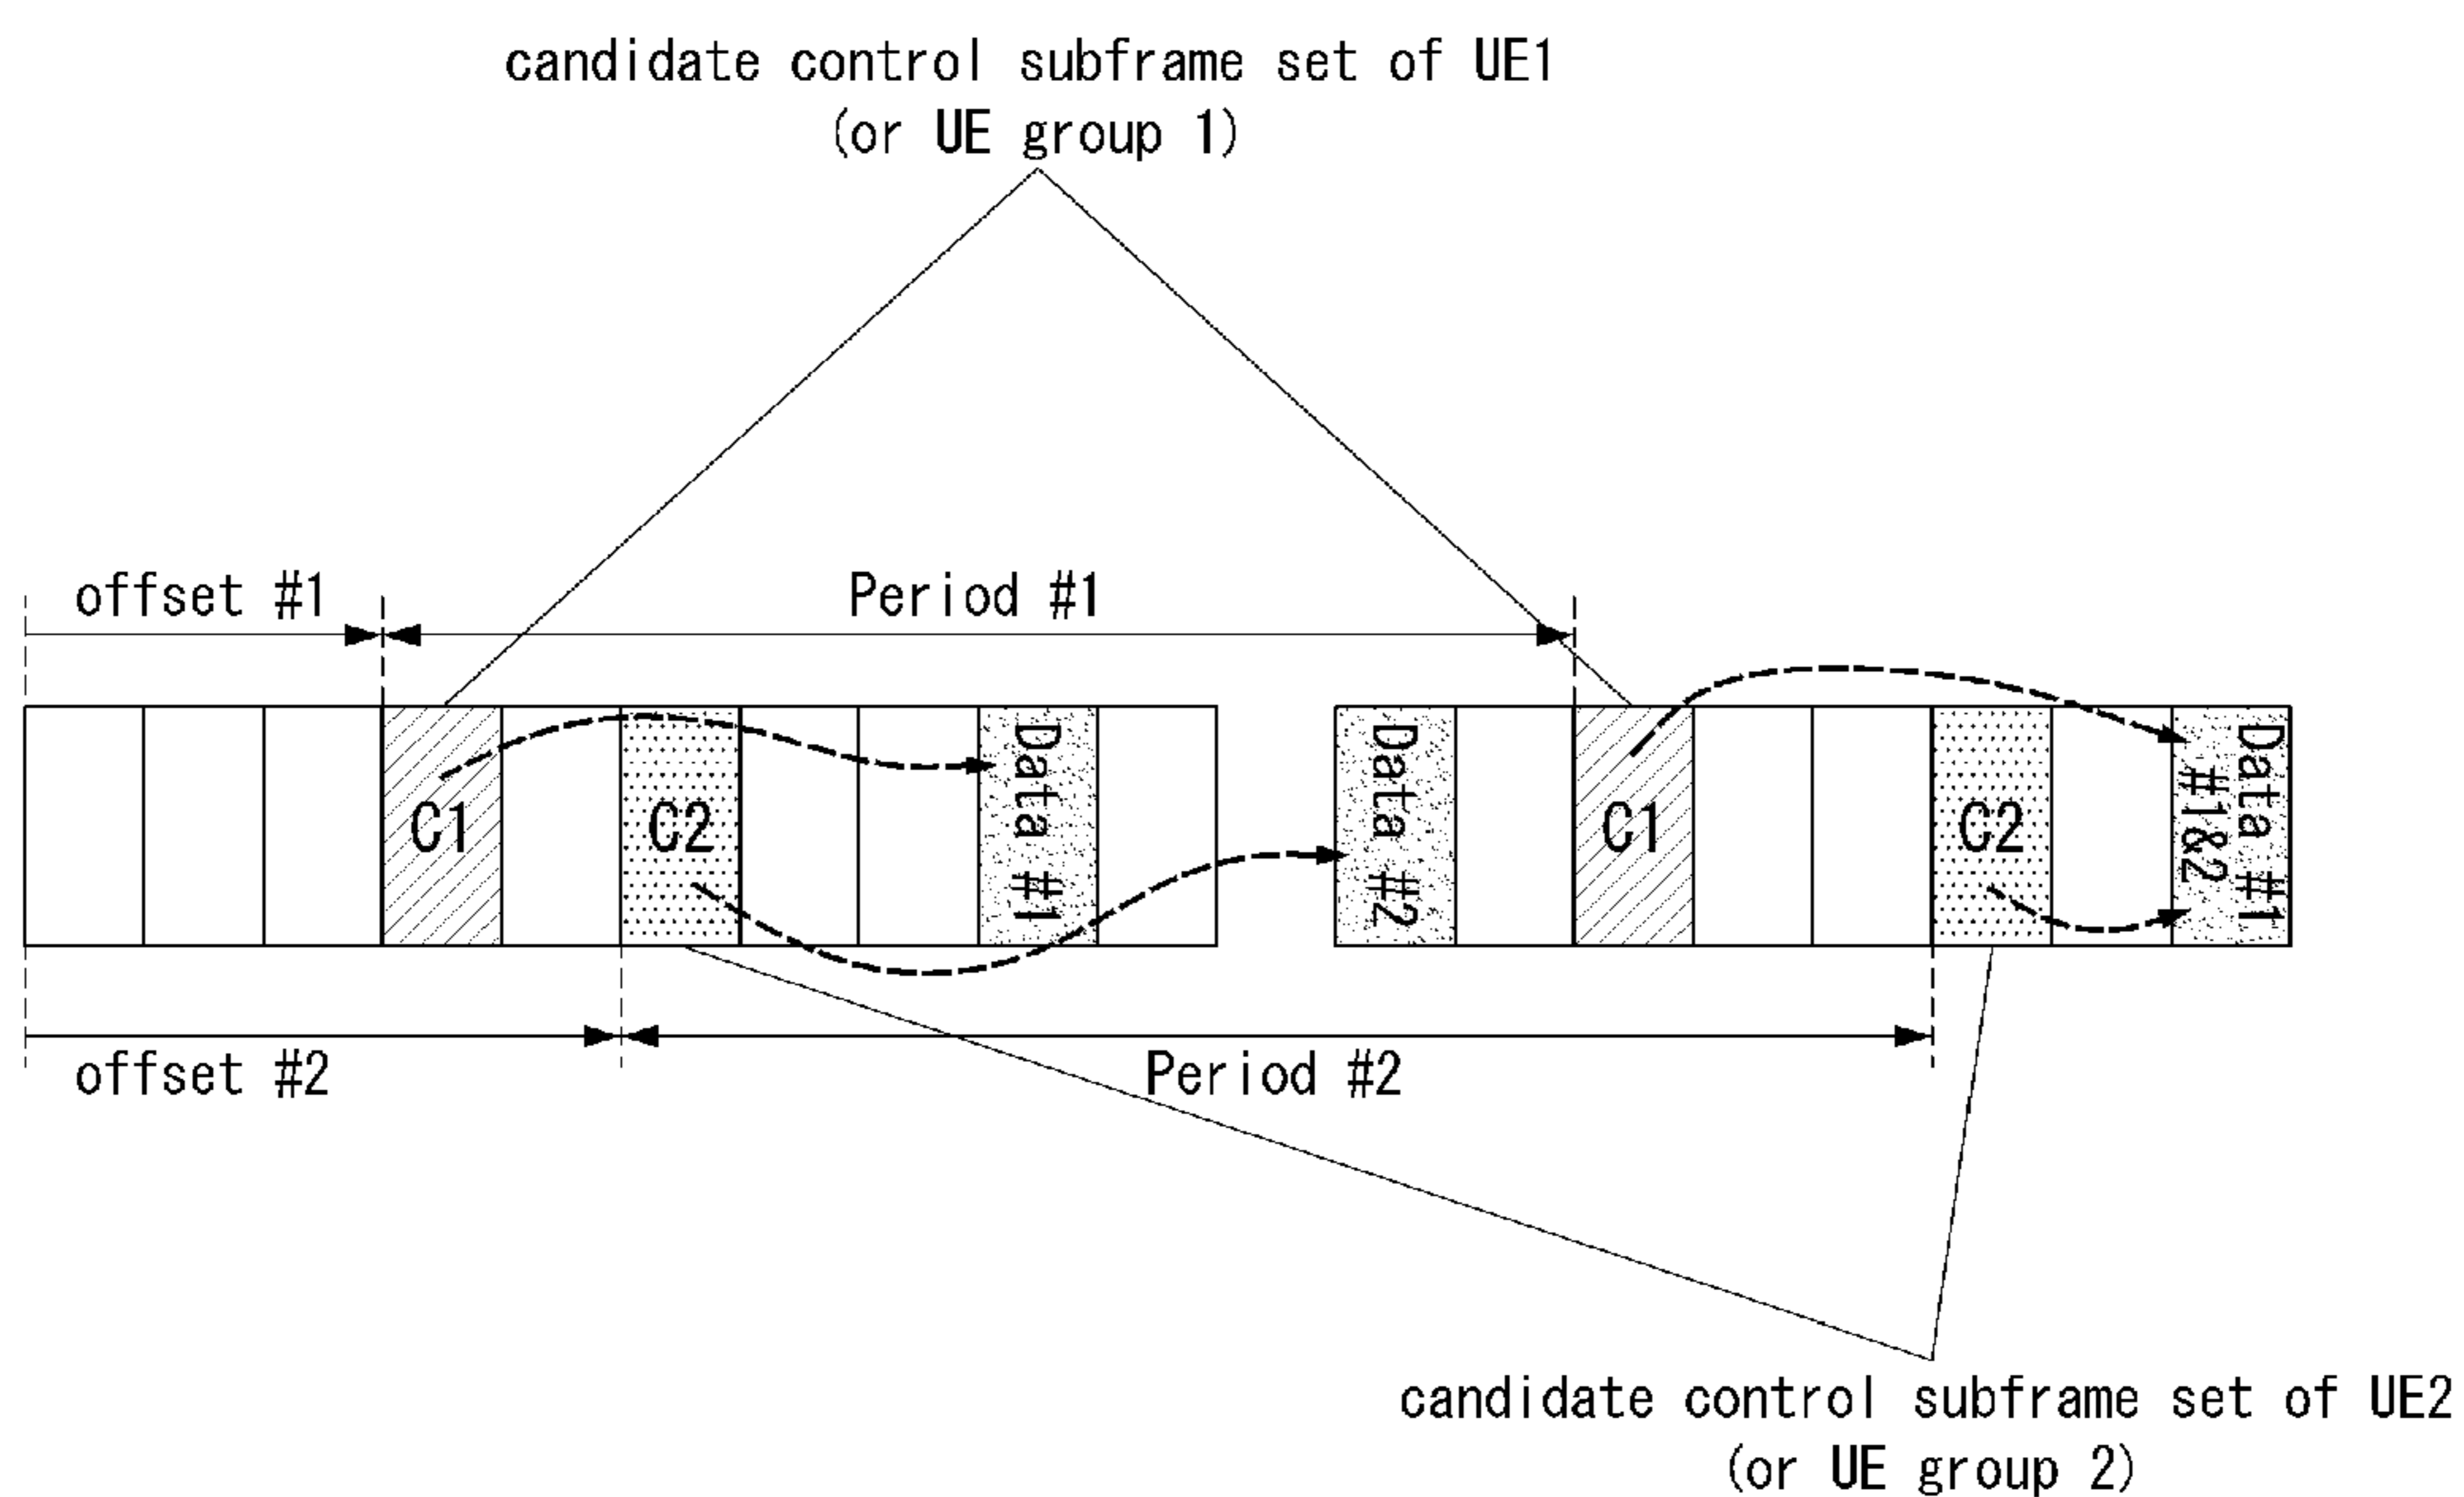 candidate control subframe set of UE1
(or UE group 1)
offset #1
Period #1
C1
C2
Data #1
Data #2
C1
C2
Data #1
#1&2
offset #2
Period #2
candidate control subframe set of UE2
(or UE group 2)